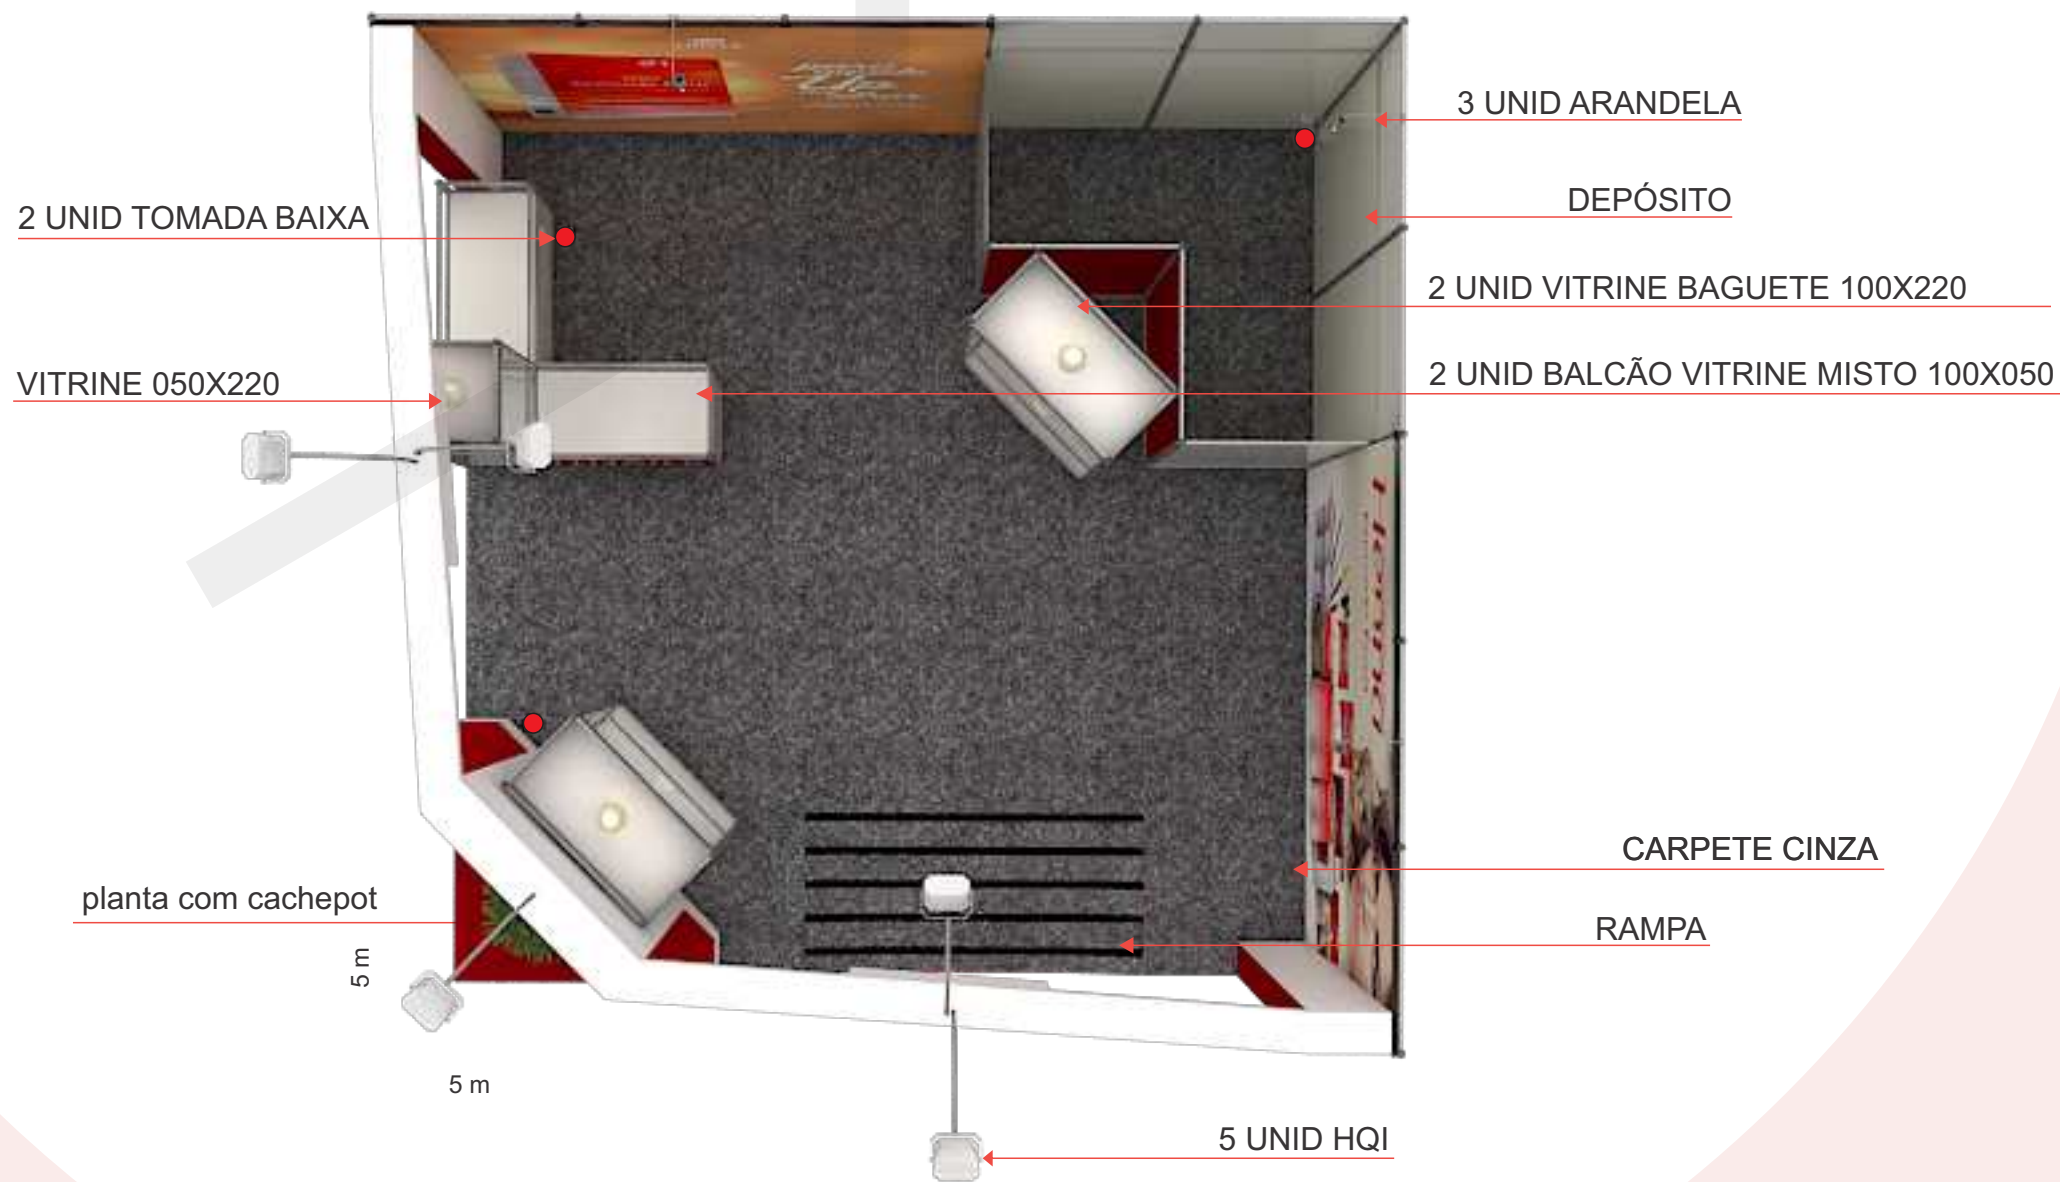 3 UNID ARANDELA
DEPÓSITO
2 UNID TOMADA BAIXA
2 UNID VITRINE BAGUETE 100X220
VITRINE 050X220
2 UNID BALCÃO VITRINE MISTO 100X050
CARPETE CINZA
planta com cachepot
RAMPA
5 m
5 m
5 UNID HQI